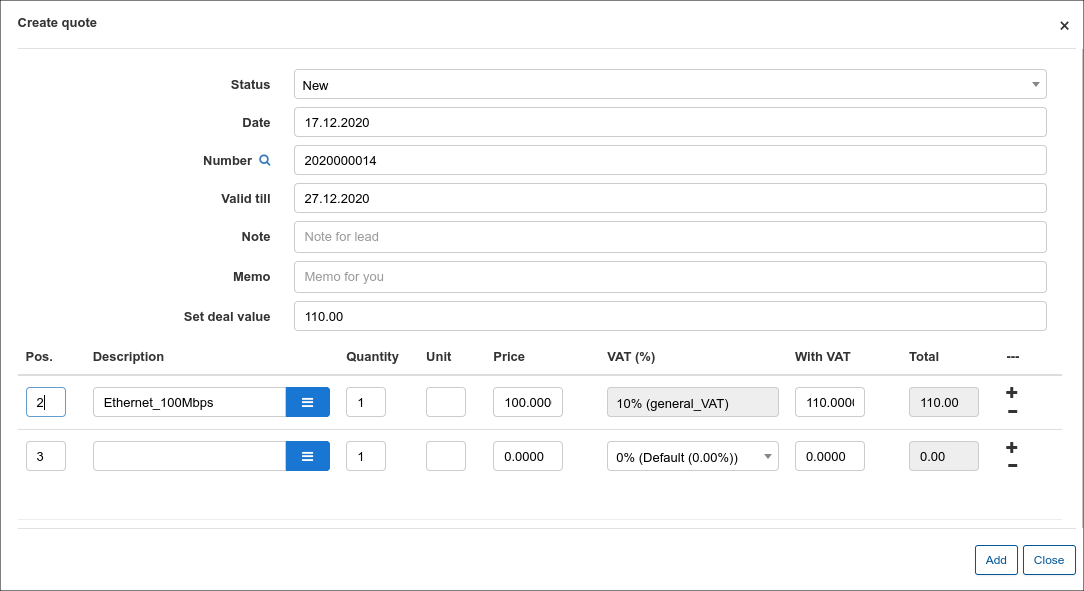 Create quote
×
Status New
Date 17.12.2020
Number 2020000014
Valid till 27.12.2020
Note Note for lead
Memo Memo for you
Set deal value 110.00
Pos. Description Quantity Unit Price VAT (%) With VAT Total ---
2 Ethernet_100Mbps 1 100.000 10% (general_VAT) 110.000 110.00 +
-
3 1 0.0000 0% (Default (0.00%)) 0.0000 0.00 +
-
Add Close